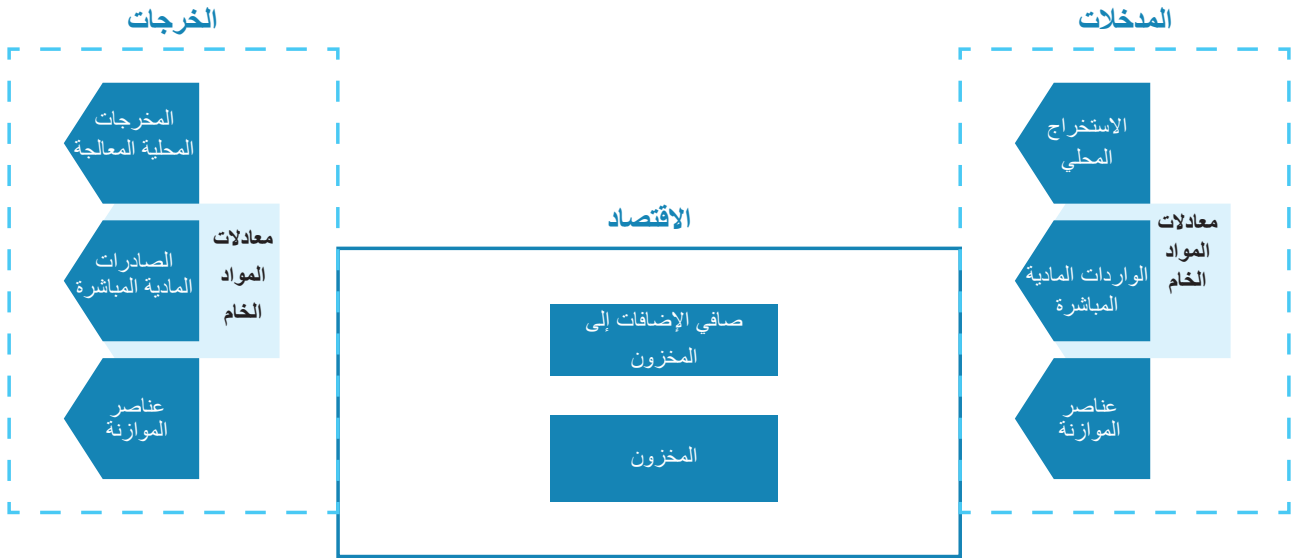 المدخلات
الاستخراج
المحلي
معادلات
المواد
الخام
الواردات المادية
المباشرة
عناصر
الموازنة
الاقتصاد
صافي الإضافات إلى
المخزون
المخزون
الخرجات
المخرجات
المحلية المعالجة
معادلات
المواد
الخام
الصادرات
المادية المباشرة
عناصر
الموازنة